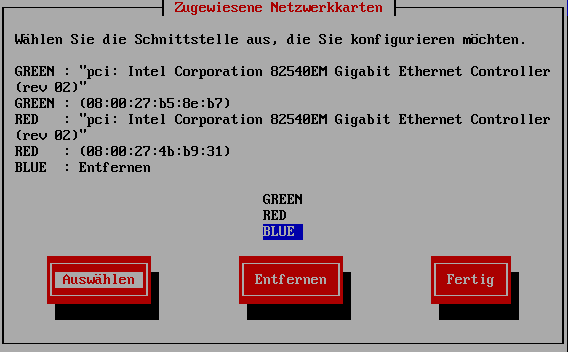 Zugewiesene Netzwerkkarten
Wählen Sie die Schnittstelle aus, die Sie konfigurieren möchten.
GREEN : "pci: Intel Corporation 82540EM Gigabit Ethernet Controller
(rev 02)"
GREEN : (08:00:27:b5:8e:b7)
RED : "pci: Intel Corporation 82540EM Gigabit Ethernet Controller
(rev 02)"
RED : (08:00:27:4b:b9:31)
BLUE : Entfernen
GREEN
RED
BLUE
Auswählen Entfernen Fertig